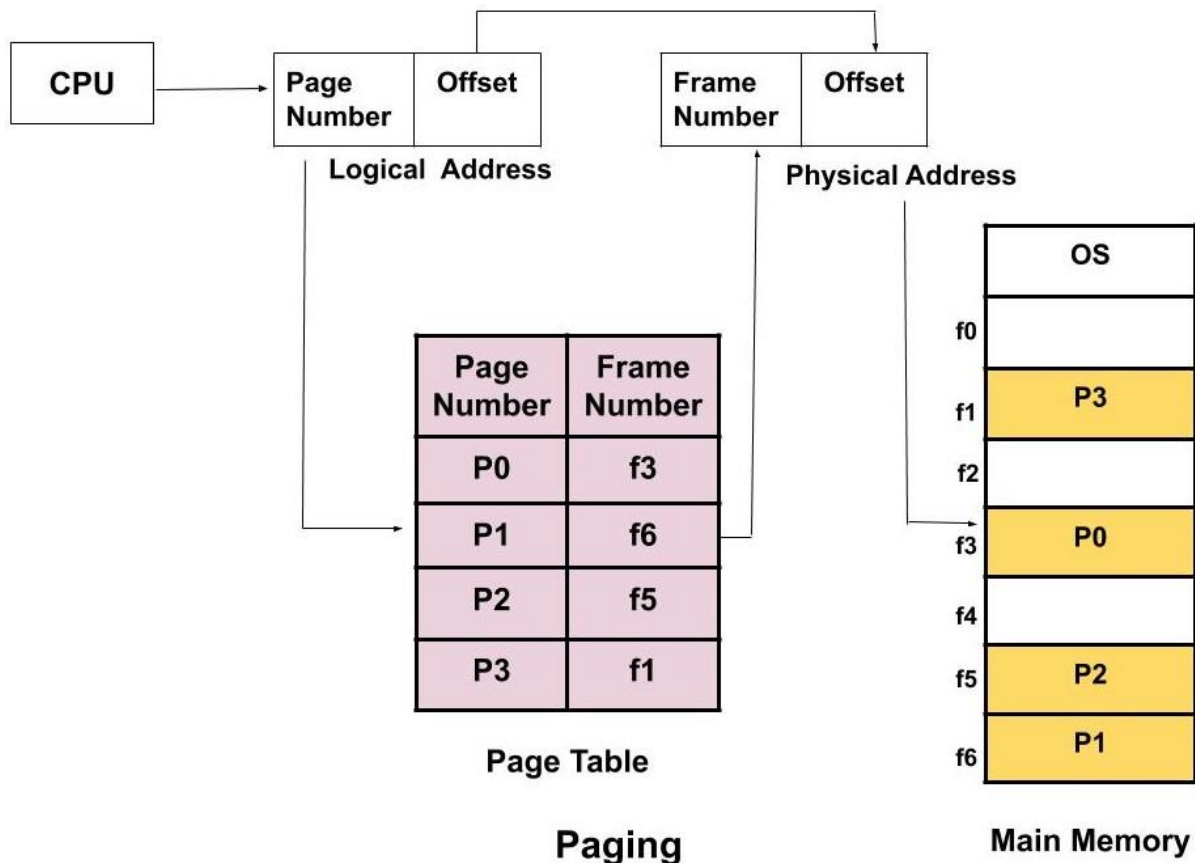 CPU
Page
Number
Offset
Logical Address
Frame
Number
Offset
Physical Address
Page
Number
Frame
Number
P0
f3
P1
f6
P2
f5
P3
f1
Page Table
OS
f0
f1
P3
f2
f3
P0
f4
f5
P2
f6
P1
Paging
Main Memory